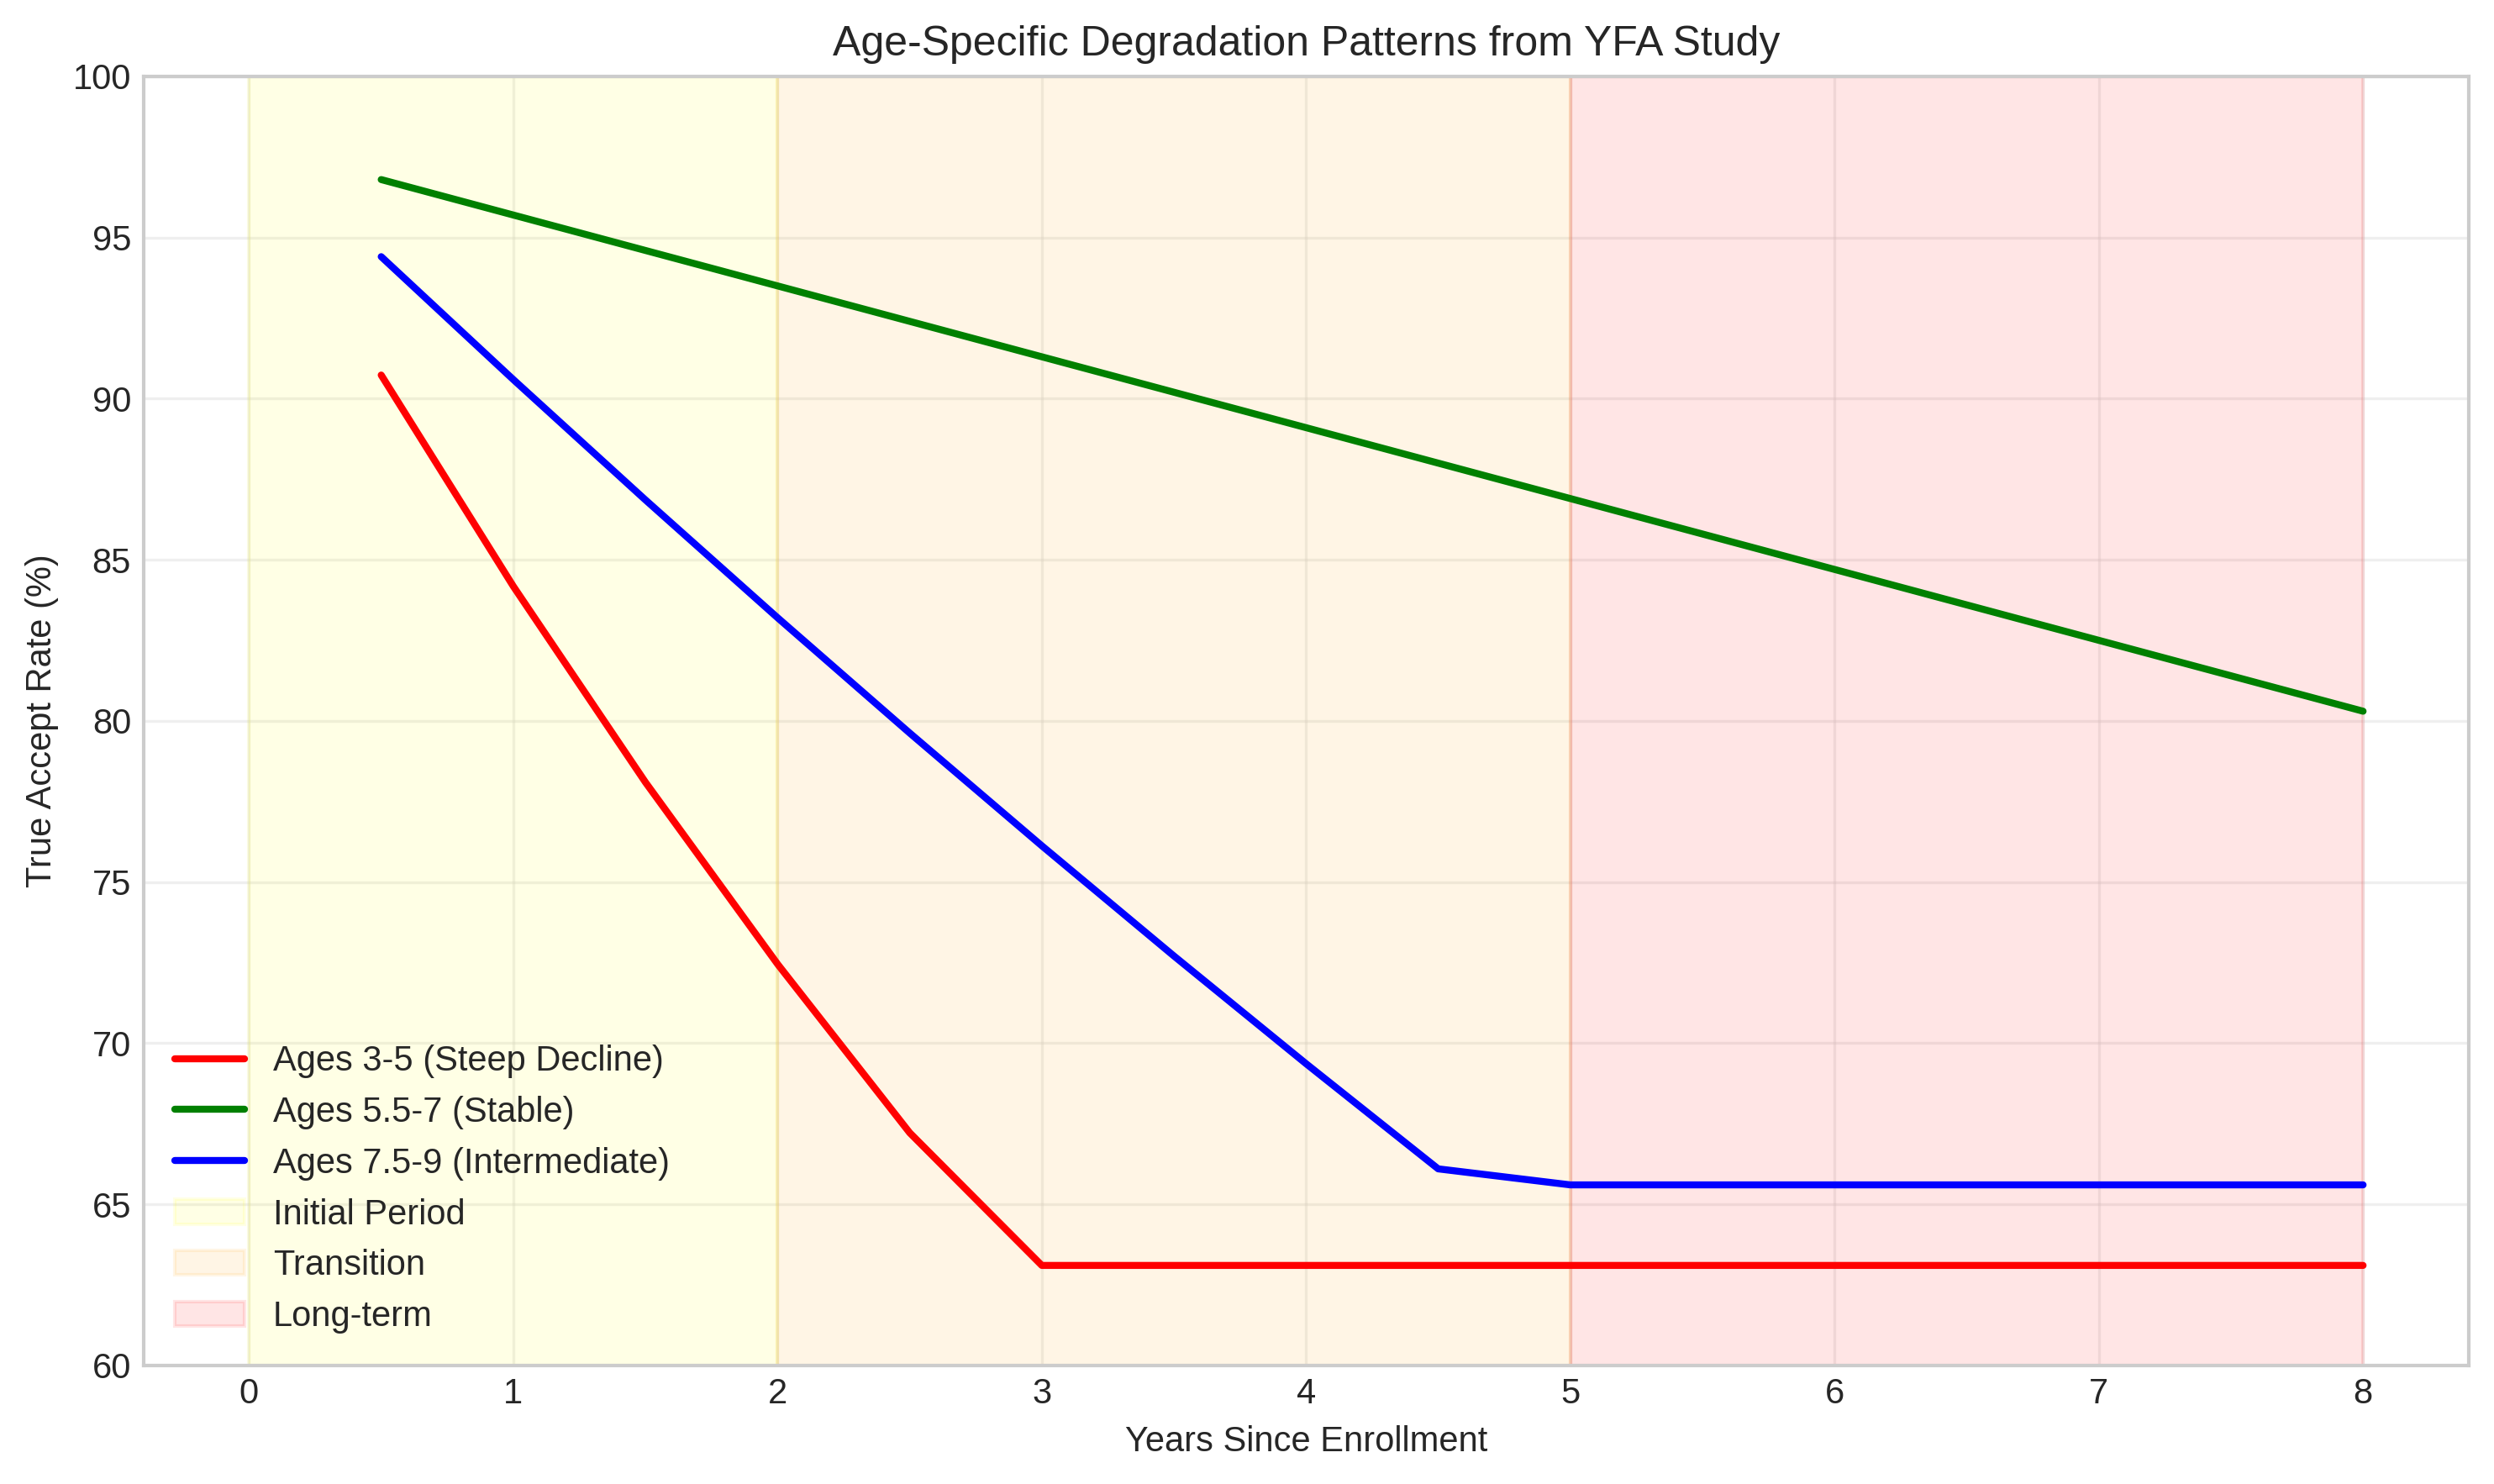 Age-Specific Degradation Patterns from YFA Study
True Accept Rate (%)
100
95
90
85
80
75
70
65
60
Ages 3-5 (Steep Decline)
Ages 5.5-7 (Stable)
Ages 7.5-9 (Intermediate)
Initial Period
Transition
Long-term
0 1 2 3 4 5 6 7 8
Years Since Enrollment